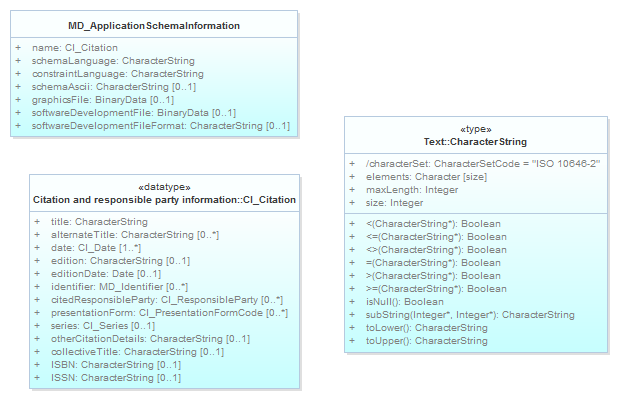 MD_ApplicationSchemaInformation
+ name: CI_Citation
+ schemaLanguage: CharacterString
+ constraintLanguage: CharacterString
+ schemaAscii: CharacterString [0..1]
+ graphicsFile: BinaryData [0..1]
+ softwareDevelopmentFile: BinaryData [0..1]
+ softwareDevelopmentFileFormat: CharacterString [0..1]
«datatype»
Citation and responsible party information::CI_Citation
+ title: CharacterString
+ alternateTitle: CharacterString [0..*]
+ date: CI_Date [1..*]
+ edition: CharacterString [0..1]
+ editionDate: Date [0..1]
+ identifier: MD_Identifier [0..*]
+ citedResponsibleParty: CI_ResponsibleParty [0..*]
+ presentationForm: CI_PresentationFormCode [0..*]
+ series: CI_Series [0..1]
+ otherCitationDetails: CharacterString [0..1]
+ collectiveTitle: CharacterString [0..1]
+ ISBN: CharacterString [0..1]
+ ISSN: CharacterString [0..1]
«type»
Text::CharacterString
+ /characterSet: CharacterSetCode = "ISO 10646-2"
+ elements: Character [size]
+ maxLength: Integer
+ size: Integer
+ <(CharacterString*): Boolean
+ <=(CharacterString*): Boolean
+ <>(CharacterString*): Boolean
+ =(CharacterString*): Boolean
+ >(CharacterString*): Boolean
+ >=(CharacterString*): Boolean
+ isNull(): Boolean
+ subString(Integer*, Integer*): CharacterString
+ toLower(): CharacterString
+ toUpper(): CharacterString